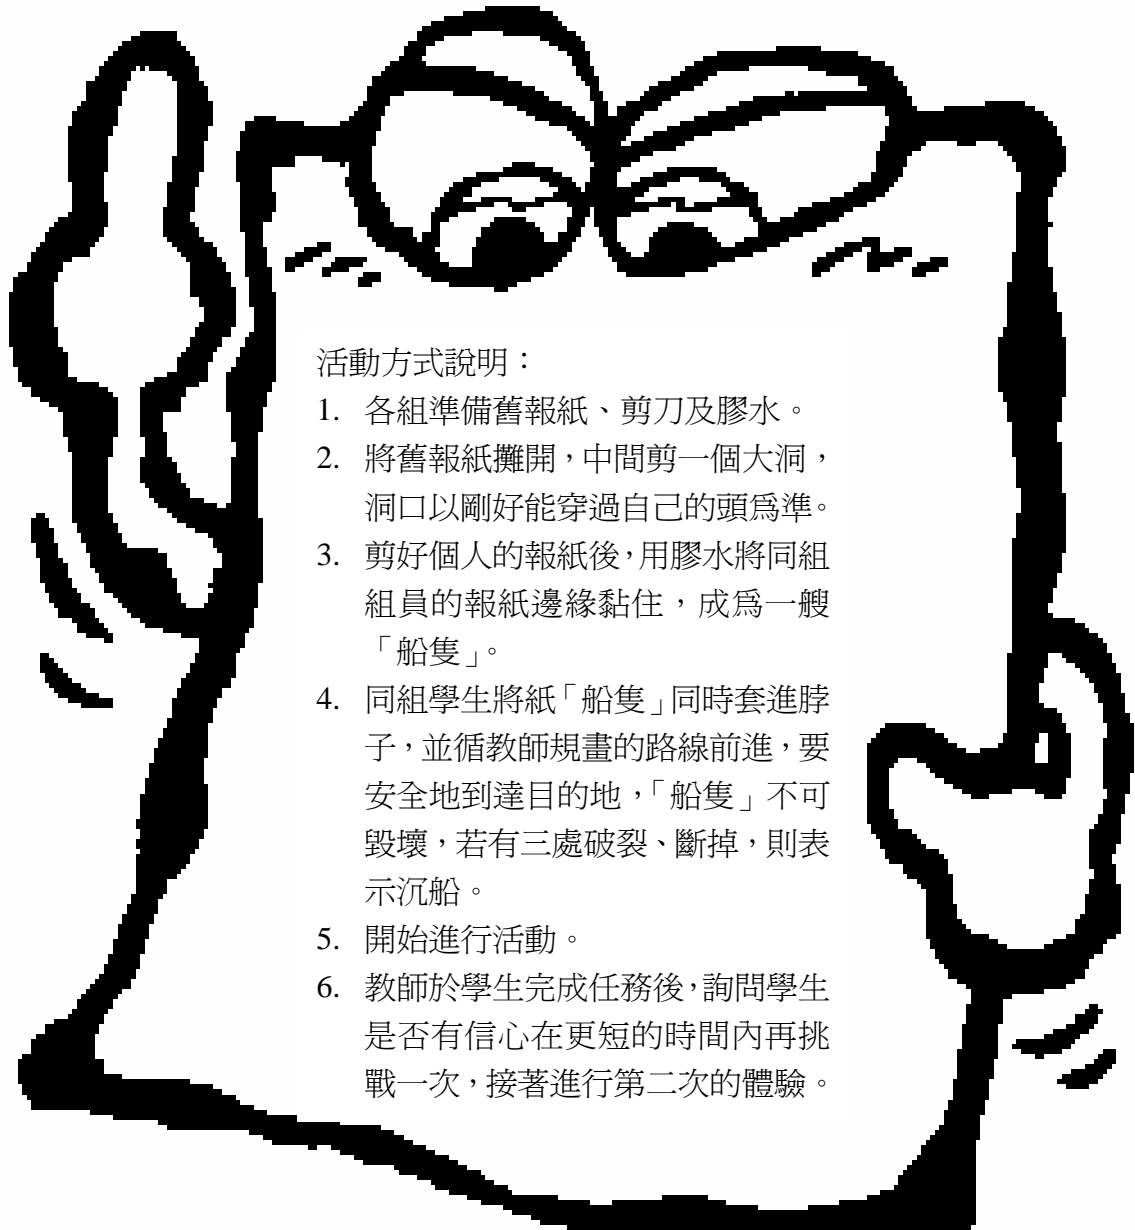 活動方式說明：
1. 各組準備舊報紙、剪刀及膠水。
2. 將舊報紙攤開，中間剪一個大洞，
洞口以剛好能穿過自己的頭為準。
3. 剪好個人的報紙後，用膠水將同組
組員的報紙邊緣黏住，成為一艘
「船隻」。
4. 同組學生將紙「船隻」同時套進脖
子，並循教師規畫的路線前進，要
安全地到達目的地，「船隻」不可
毀壞，若有三處破裂、斷掉，則表
示沉船。
5. 開始進行活動。
6. 教師於學生完成任務後，詢問學生
是否有信心在更短的時間內再挑
戰一次，接著進行第二次的體驗。